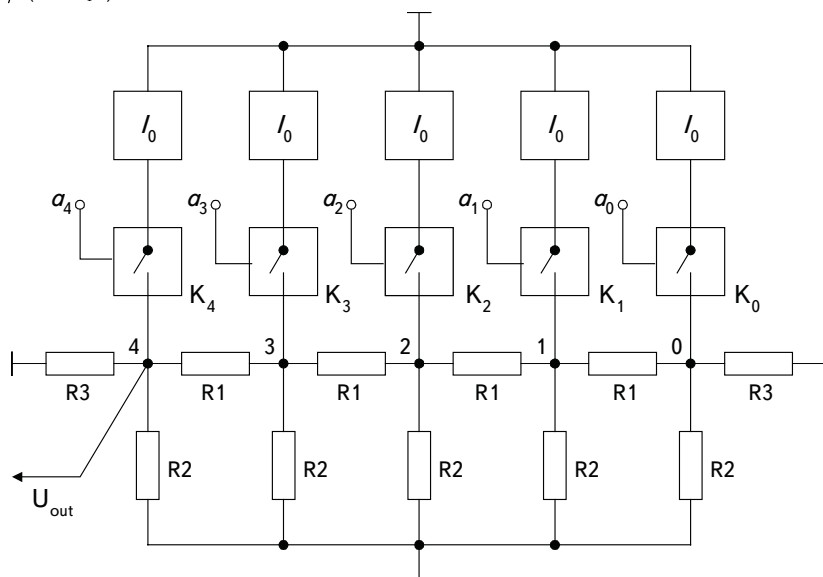 I0 I0 I0 I0 I0
a4 a3 a2 a1 a0
K4 K3 K2 K1 K0
4 3 2 1 0
R3 R1 R1 R1 R1 R3
R2 R2 R2 R2 R2
Uout